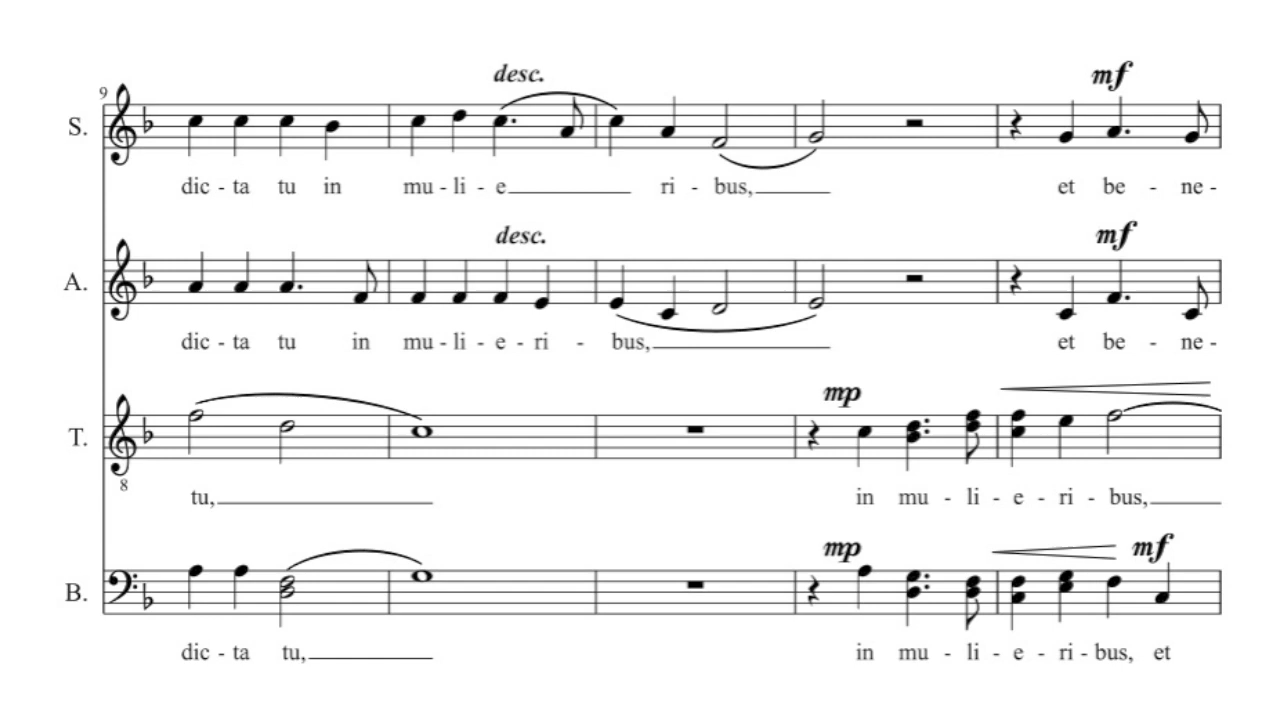 desc.
mf
9
S.
dic - ta tu in mu - li - e ri - bus, et be - ne -
desc.
mf
A.
dic - ta tu in mu - li - e - ri - bus, et be - ne -
mp
T.
8
tu, in mu - li - e - ri - bus,
mp
mf
B.
dic - ta tu, in mu - li - e - ri - bus, et